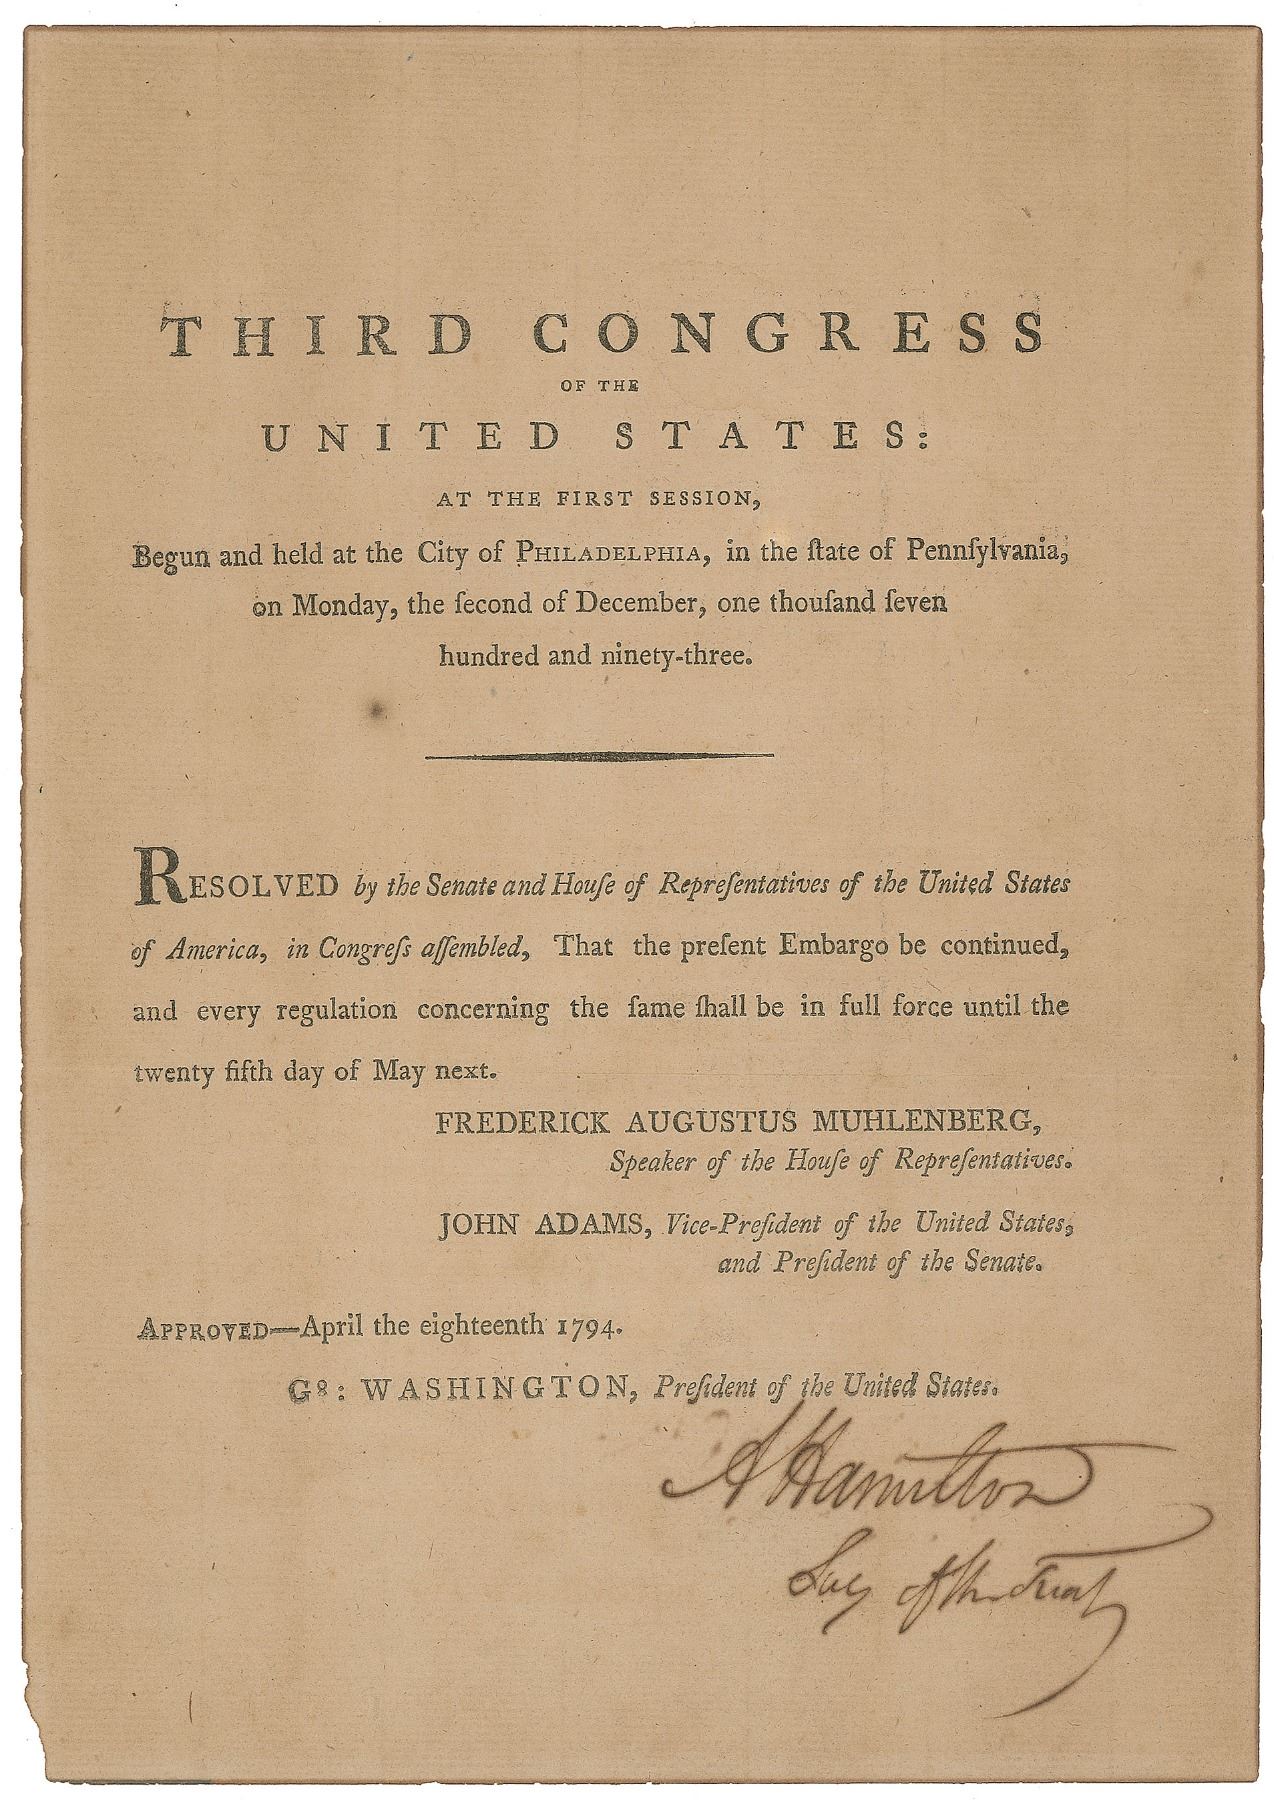 THIRD CONGRESS
OF THE
UNITED STATES:
AT THE FIRST SESSION,
Begun and held at the City of PHILADELPHIA, in the ſtate of Pennſylvania,
on Monday, the ſecond of December, one thouſand ſeven
hundred and ninety-three.
RESOLVED by the Senate and Houſe of Repreſentatives of the United States
of America, in Congreſs aſſembled, That the preſent Embargo be continued,
and every regulation concerning the ſame ſhall be in full force until the
twenty fifth day of May next.
FREDERICK AUGUSTUS MUHLENBERG,
Speaker of the Houſe of Repreſentatives.
JOHN ADAMS, Vice-Preſident of the United States,
and Preſident of the Senate.
APPROVED—April the eighteenth 1794.
Go: WASHINGTON, Preſident of the United States.
A Hamilton
Secy of the Treasy